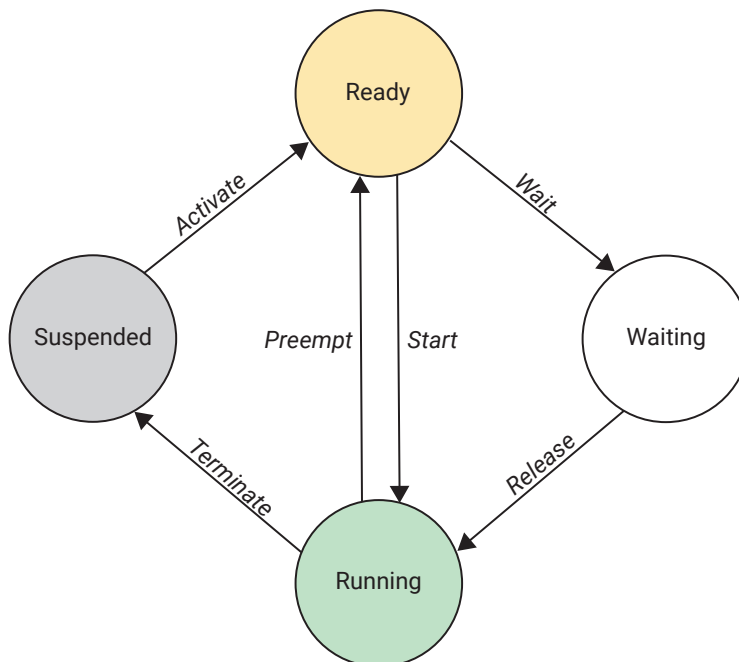 Ready
Activate
Wait
Suspended
Preempt
Start
Waiting
Terminate
Release
Running